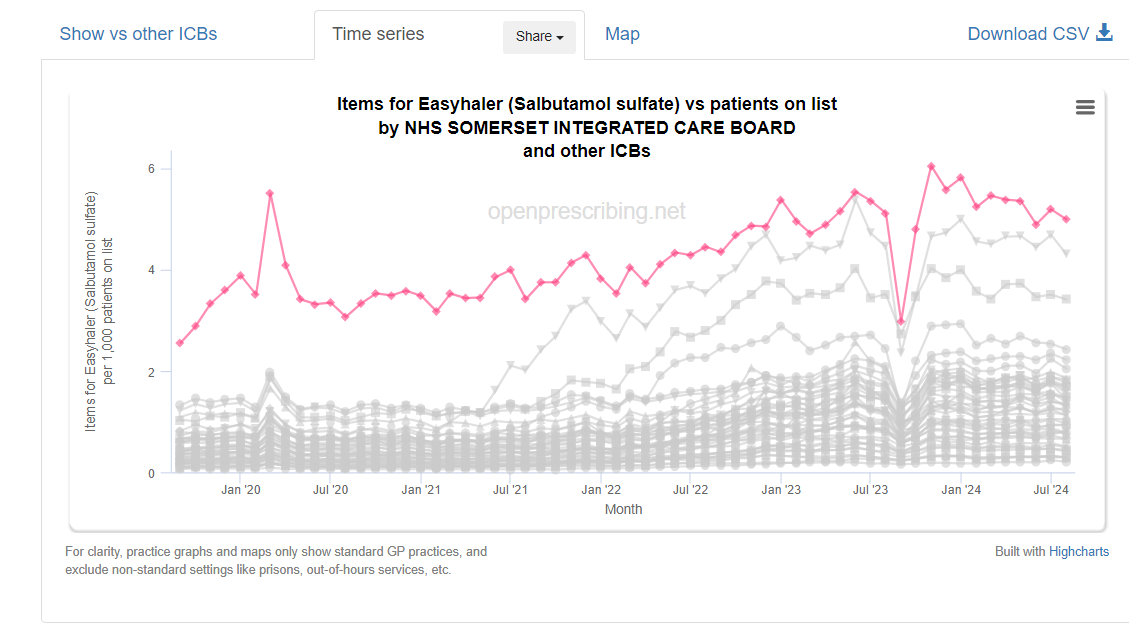 Show vs other ICBs
Time series
Share
Map
Download CSV
Items for Easyhaler (Salbutamol sulfate) vs patients on list
by NHS SOMERSET INTEGRATED CARE BOARD
and other ICBs
openprescribing.net
Items for Easyhaler (Salbutamol sulfate)
per 1,000 patients on list
6
4
2
0
Jan '20
Jul '20
Jan '21
Jul '21
Jan '22
Jul '22
Jan '23
Jul '23
Jan '24
Jul '24
Month
For clarity, practice graphs and maps only show standard GP practices, and
exclude non-standard settings like prisons, out-of-hours services, etc.
Built with Highcharts